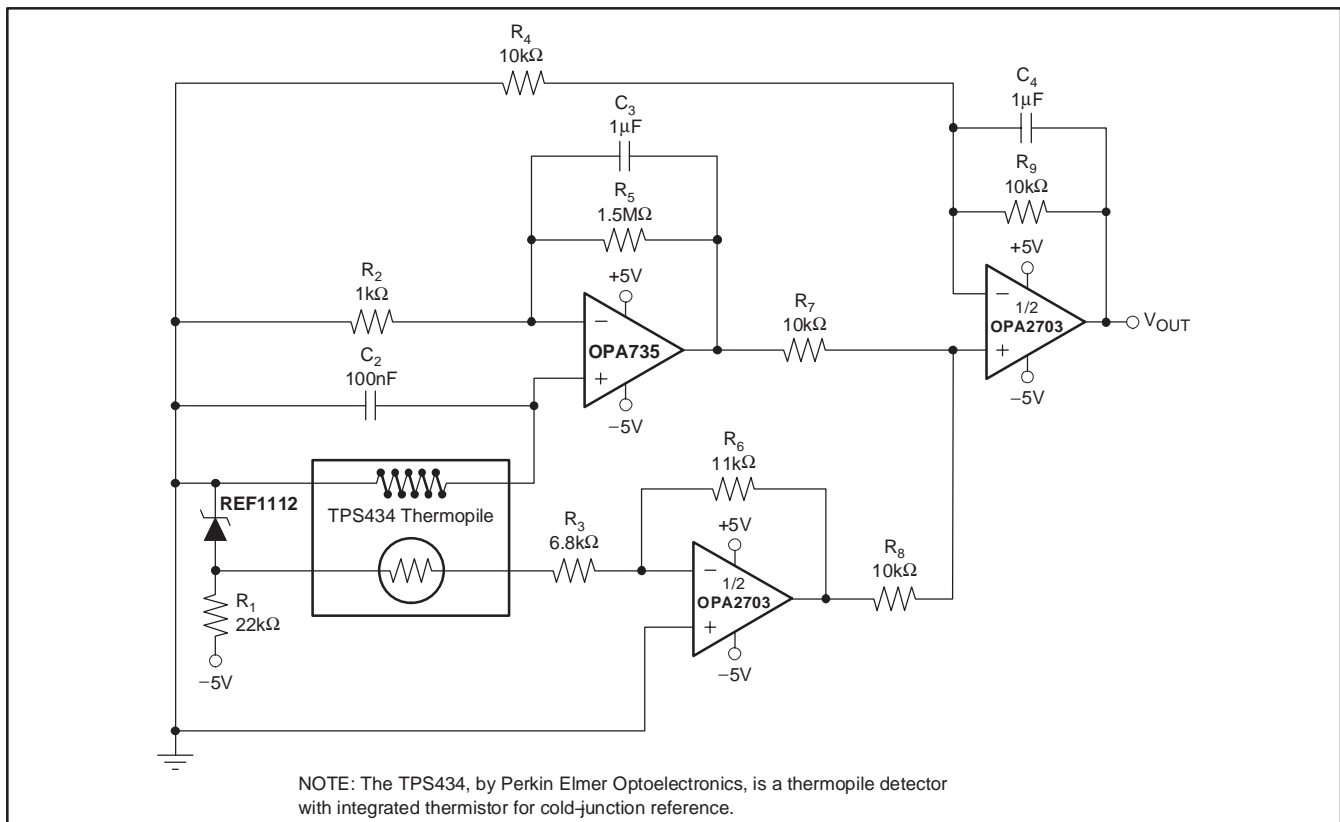 R4
10kΩ
C4
1μF
C3
1μF
R5
1.5MΩ
R9
10kΩ
R2
1kΩ
+5V
−
OPA735
+
−5V
R7
10kΩ
+5V
−
1/2
OPA2703
+
−5V
VOUT
C2
100nF
REF1112
TPS434 Thermopile
R1
22kΩ
−5V
R3
6.8kΩ
R6
11kΩ
+5V
−
1/2
OPA2703
+
−5V
R8
10kΩ
NOTE: The TPS434, by Perkin Elmer Optoelectronics, is a thermopile detector
with integrated thermistor for cold-junction reference.